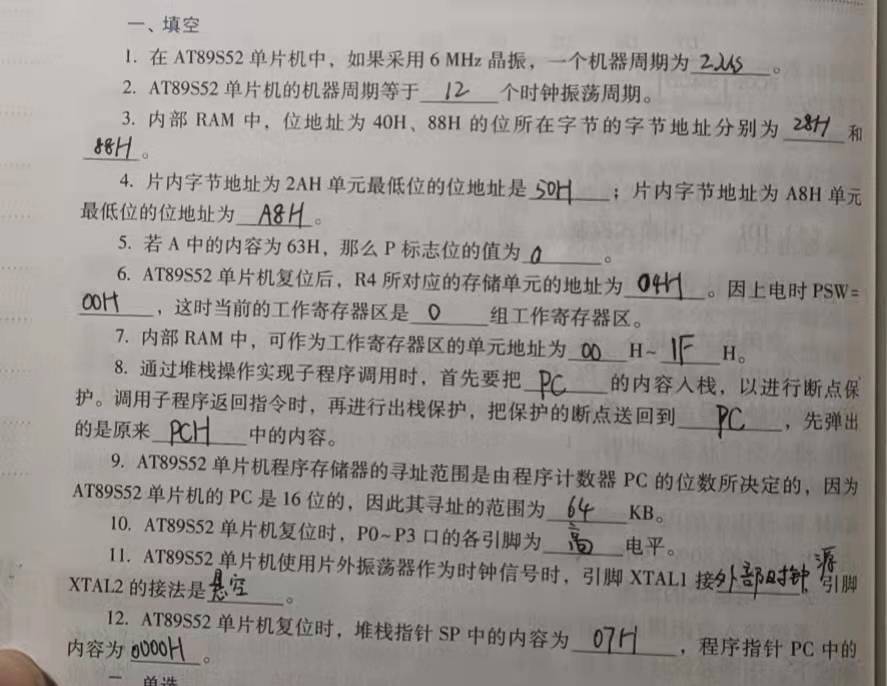 一、填空
1. 在 AT89S52 单片机中，如果采用 6 MHz 晶振，一个机器周期为 2μs 。
2. AT89S52 单片机的机器周期等于 12 个时钟振荡周期。
3. 内部 RAM 中，位地址为 40H、88H 的位所在字节的字节地址分别为 28H 和
88H 。
4. 片内字节地址为 2AH 单元最低位的位地址是 50H ；片内字节地址为 A8H 单元
最低位的位地址为 A8H 。
5. 若 A 中的内容为 63H，那么 P 标志位的值为 0 。
6. AT89S52 单片机复位后，R4 所对应的存储单元的地址为 04H 。因上电时 PSW=
00H ，这时当前的工作寄存器区是 0 组工作寄存器区。
7. 内部 RAM 中，可作为工作寄存器区的单元地址为 00 H~ 1F H。
8. 通过堆栈操作实现子程序调用时，首先要把 PC 的内容入栈，以进行断点保
护。调用子程序返回指令时，再进行出栈保护，把保护的断点送回到 PC ，先弹出
的是原来 PCH 中的内容。
9. AT89S52 单片机程序存储器的寻址范围是由程序计数器 PC 的位数所决定的，因为
AT89S52 单片机的 PC 是 16 位的，因此其寻址的范围为 64 KB。
10. AT89S52 单片机复位时，P0~P3 口的各引脚为 高 电平。
11. AT89S52 单片机使用片外振荡器作为时钟信号时，引脚 XTAL1 接外部时钟源，引脚
XTAL2 的接法是 悬空 。
12. AT89S52 单片机复位时，堆栈指针 SP 中的内容为 07H ，程序指针 PC 中的
内容为 0000H 。
二、单选